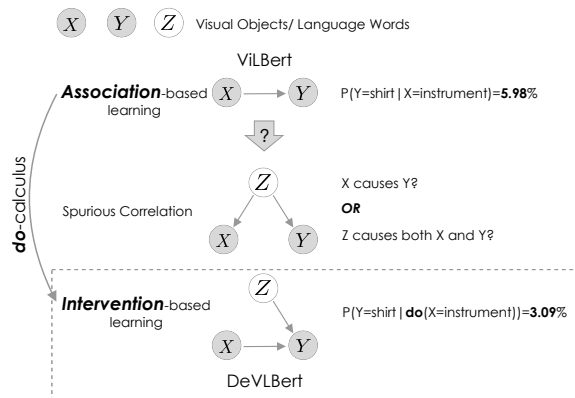 X Y Z Visual Objects/ Language Words
ViLBert
Association-based learning X Y P(Y=shirt|X=instrument)=5.98%
?
do-calculus
Z
X causes Y?
Spurious Correlation
OR
X Y Z causes both X and Y?
Z
Intervention-based learning
P(Y=shirt|do(X=instrument))=3.09%
X Y
DeVLBert